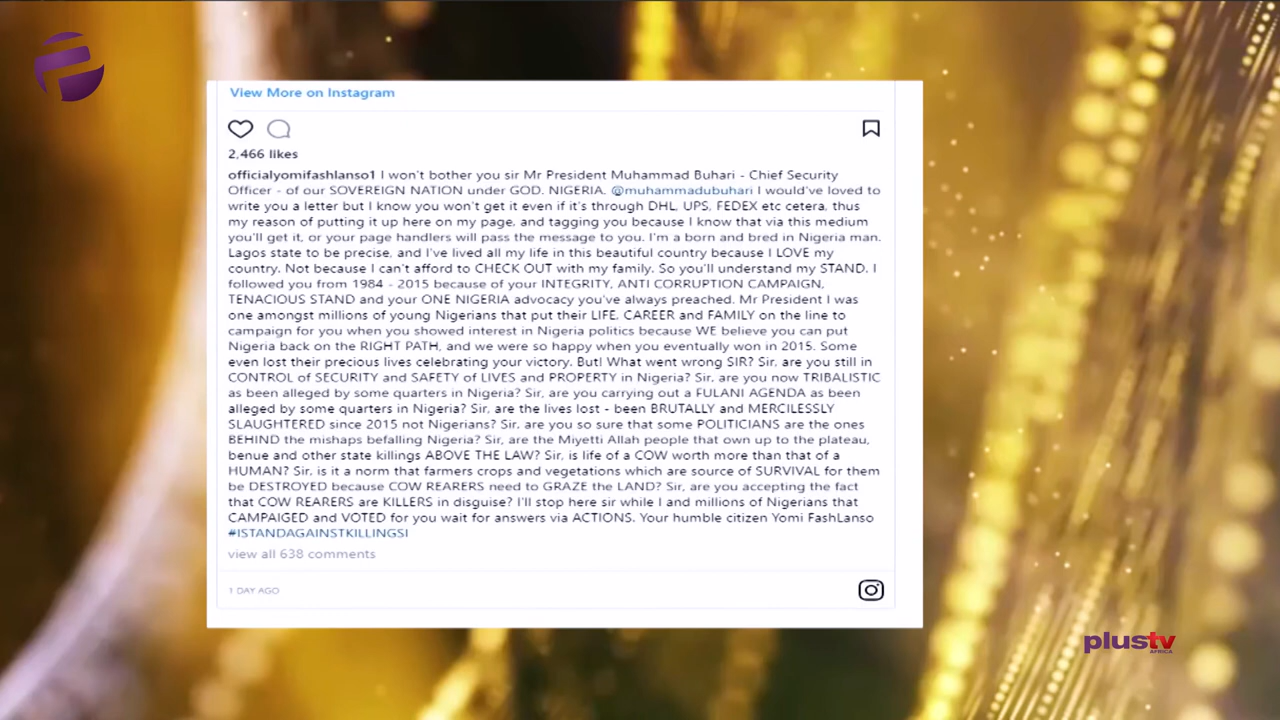 View More on Instagram
2,466 likes
officialyomifashlanso1 I won't bother you sir Mr President Muhammad Buhari - Chief Security
Officer - of our SOVEREIGN NATION under GOD. NIGERIA. @muhammadubuhari I would've loved to
write you a letter but I know you won't get it even if it's through DHL, UPS, FEDEX etc cetera, thus
my reason of putting it up here on my page, and tagging you because I know that via this medium
you'll get it, or your page handlers will pass the message to you. I'm a born and bred in Nigeria man.
Lagos state to be precise, and I've lived all my life in this beautiful country because I LOVE my
country. Not because I can't afford to CHECK OUT with my family. So you'll understand my STAND. I
followed you from 1984 - 2015 because of your INTEGRITY, ANTI CORRUPTION CAMPAIGN,
TENACIOUS STAND and your ONE NIGERIA advocacy you've always preached. Mr President I was
one amongst millions of young Nigerians that put their LIFE, CAREER and FAMILY on the line to
campaign for you when you showed interest in Nigeria politics because WE believe you can put
Nigeria back on the RIGHT PATH, and we were so happy when you eventually won in 2015. Some
even lost their precious lives celebrating your victory. But! What went wrong SIR? Sir, are you still in
CONTROL of SECURITY and SAFETY of LIVES and PROPERTY in Nigeria? Sir, are you now TRIBALISTIC
as been alleged by some quarters in Nigeria? Sir, are you carrying out a FULANI AGENDA as been
alleged by some quarters in Nigeria? Sir, are the lives lost - been BRUTALLY and MERCILESSLY
SLAUGHTERED since 2015 not Nigerians? Sir, are you so sure that some POLITICIANS are the ones
BEHIND the mishaps befalling Nigeria? Sir, are the Miyetti Allah people that own up to the plateau,
benue and other state killings ABOVE THE LAW? Sir, is life of a COW worth more than that of a
HUMAN? Sir, is it a norm that farmers crops and vegetations which are source of SURVIVAL for them
be DESTROYED because COW REARERS need to GRAZE the LAND? Sir, are you accepting the fact
that COW REARERS are KILLERS in disguise? I'll stop here sir while I and millions of Nigerians that
CAMPAIGED and VOTED for you wait for answers via ACTIONS. Your humble citizen Yomi FashLanso
#ISTANDAGAINSTKILLINGSI
view all 638 comments
1 DAY AGO
plustv
AFRICA